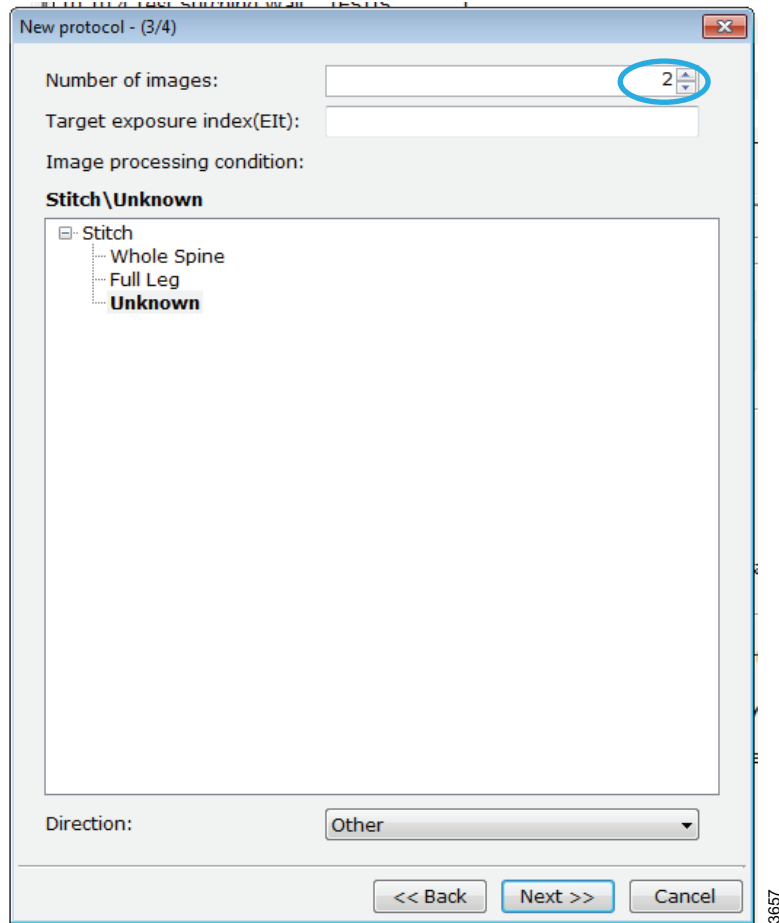 New protocol - (3/4)
Number of images: 2
Target exposure index(EIt):
Image processing condition:
Stitch\Unknown
Stitch
Whole Spine
Full Leg
Unknown
Direction: Other
<< Back Next >> Cancel
3657